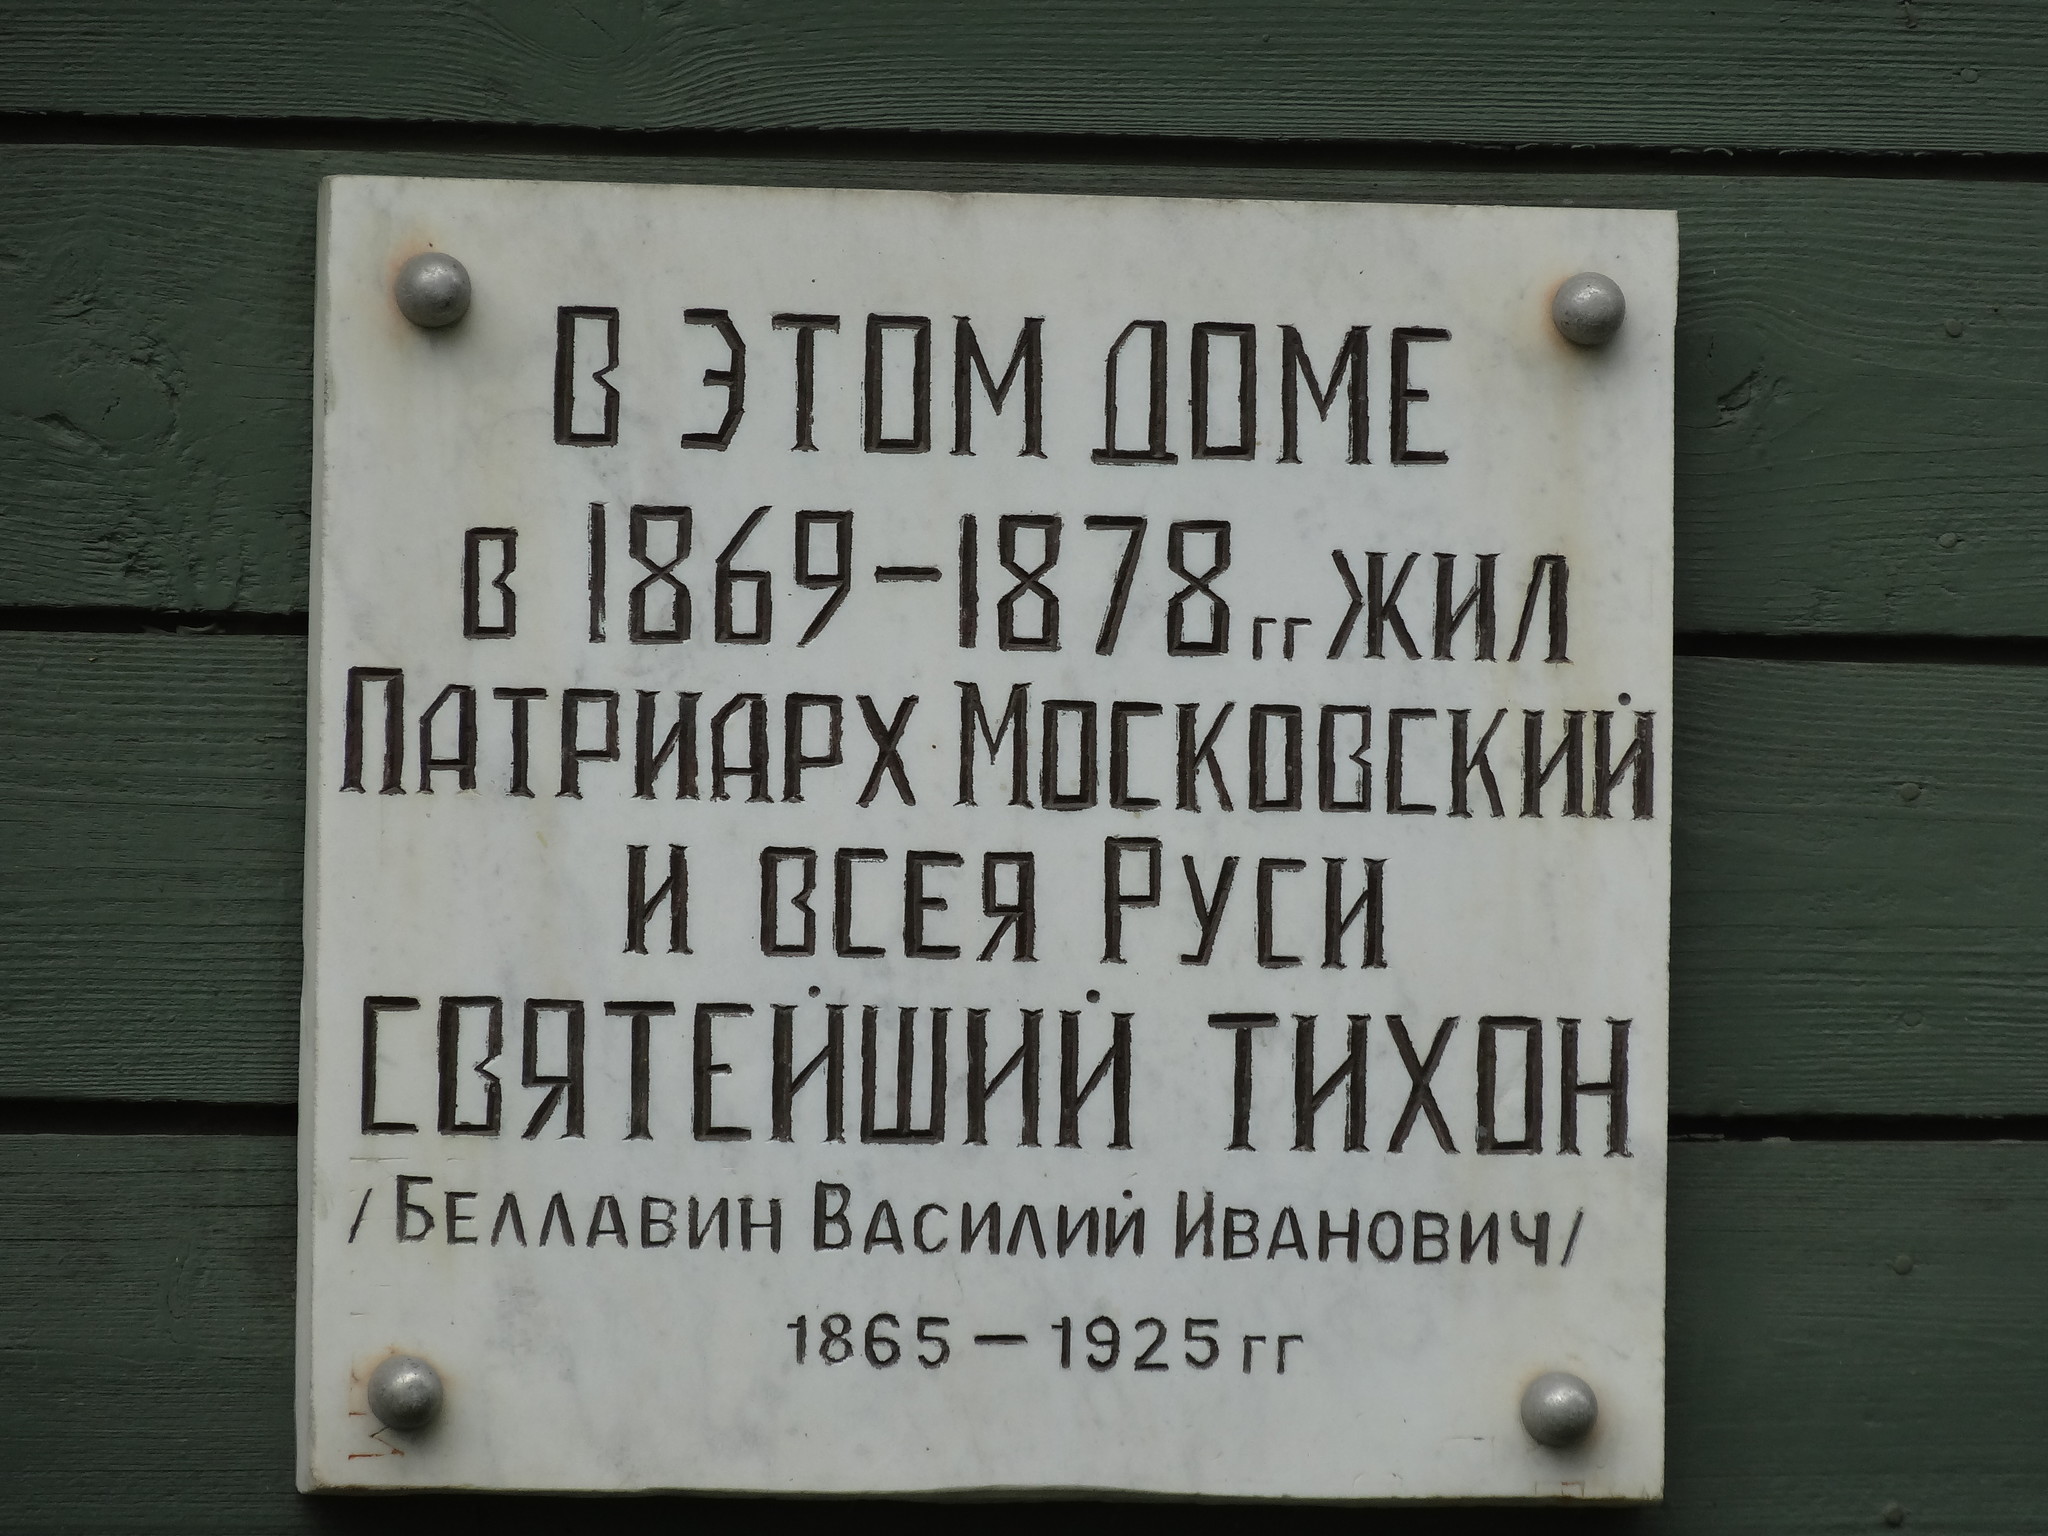 В ЭТОМ ДОМЕ
в 1869-1878 гг жил
Патриарх Московский
и всея Руси
СВЯТЕЙШИЙ ТИХОН
/Беллавин Василий Иванович/
1865 – 1925 гг